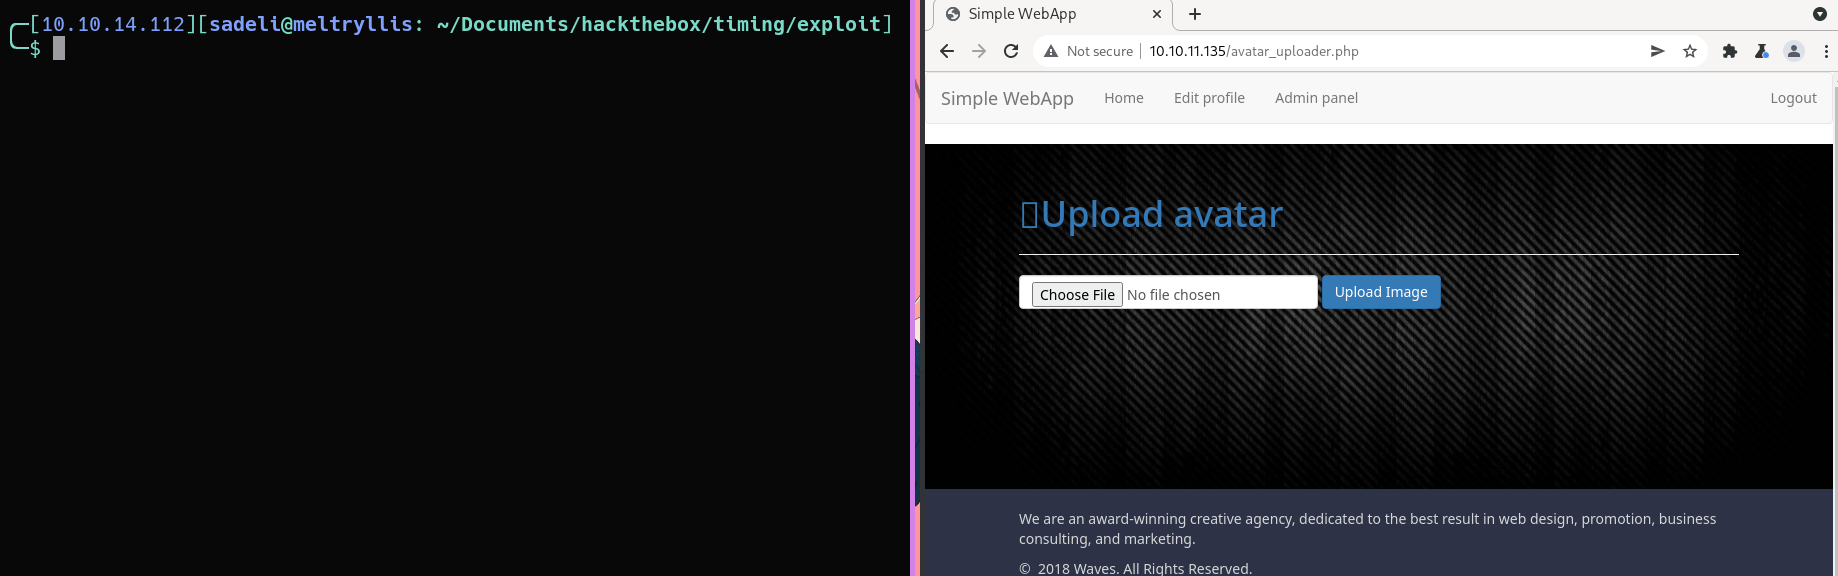 [10.10.14.112][sadeli@meltryllis: ~/Documents/hackthebox/timing/exploit]
$
Simple WebApp
Not secure 10.10.11.135/avatar_uploader.php
Simple WebApp Home Edit profile Admin panel Logout
Upload avatar
Choose File No file chosen Upload Image
We are an award-winning creative agency, dedicated to the best result in web design, promotion, business
consulting, and marketing.
© 2018 Waves. All Rights Reserved.